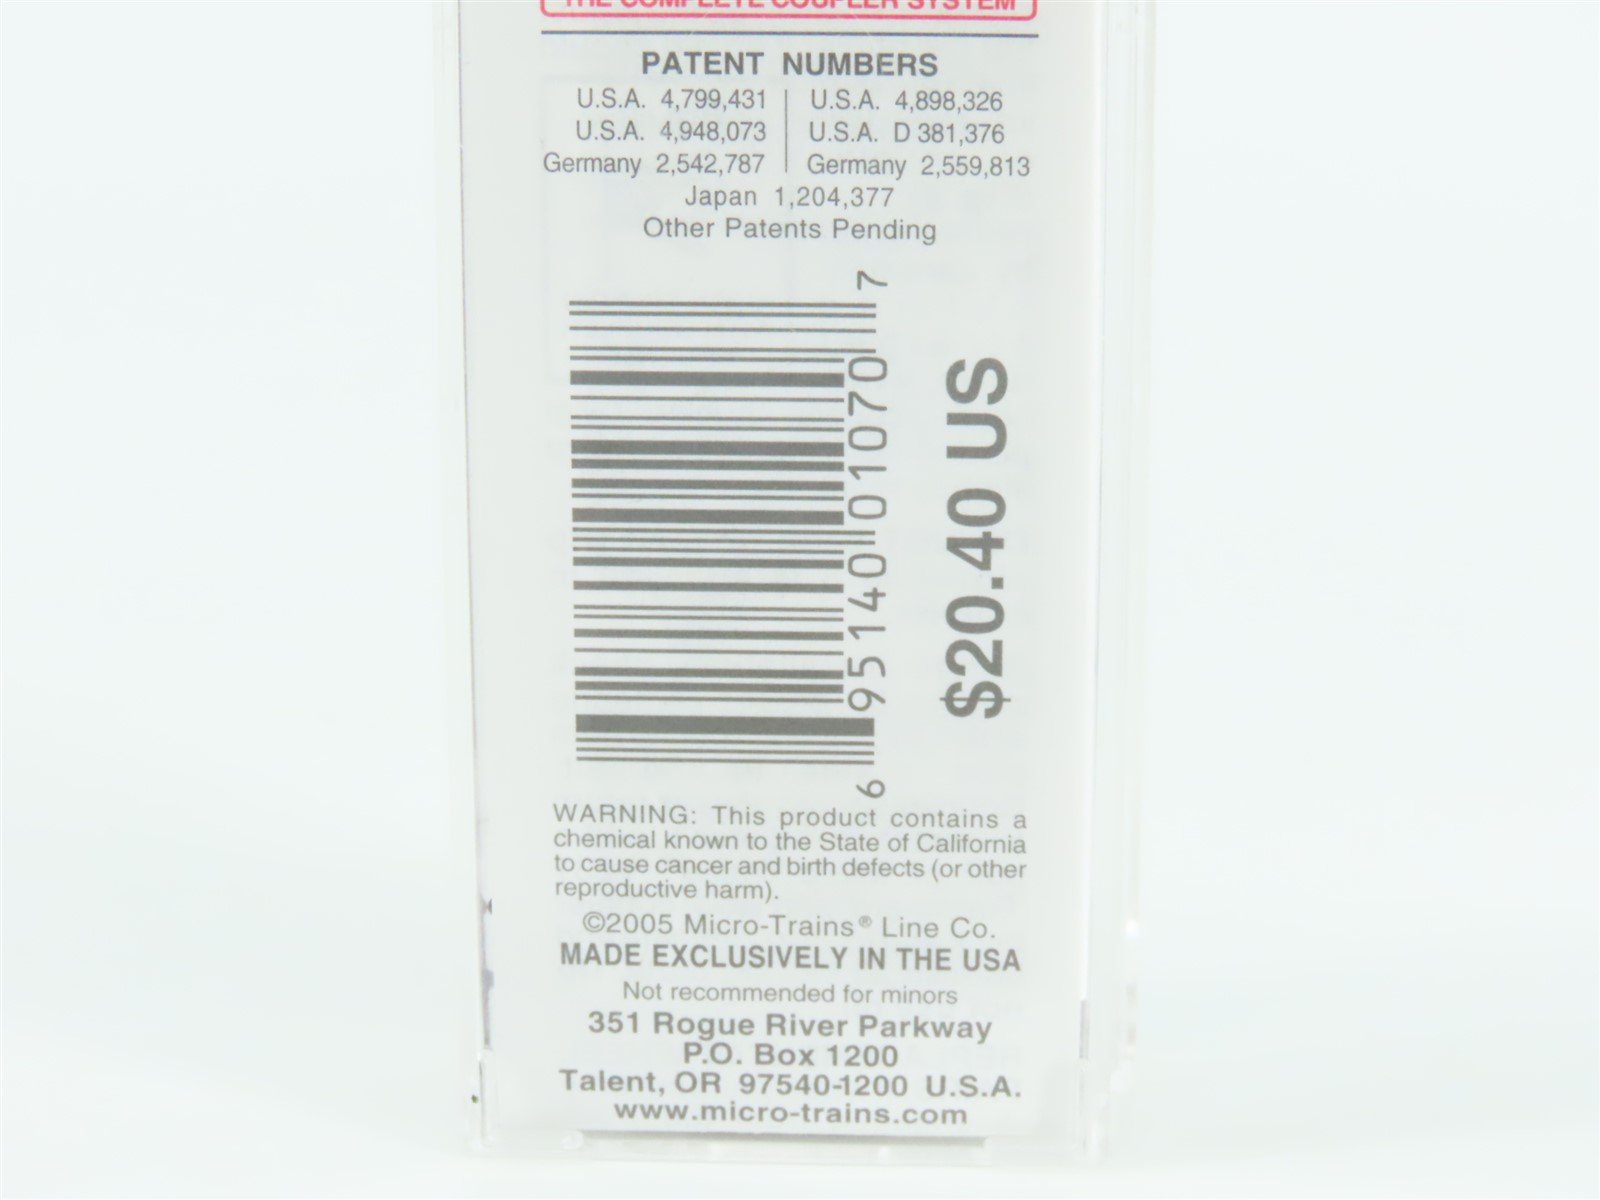 THE COMPLETE COUPLER SYSTEM
PATENT NUMBERS
U.S.A. 4,799,431 | U.S.A. 4,898,326
U.S.A. 4,948,073 | U.S.A. D 381,376
Germany 2,542,787 | Germany 2,559,813
Japan 1,204,377
Other Patents Pending
6 95140 01070 7
$20.40 US
WARNING: This product contains a
chemical known to the State of California
to cause cancer and birth defects (or other
reproductive harm).
©2005 Micro-Trains® Line Co.
MADE EXCLUSIVELY IN THE USA
Not recommended for minors
351 Rogue River Parkway
P.O. Box 1200
Talent, OR 97540-1200 U.S.A.
www.micro-trains.com